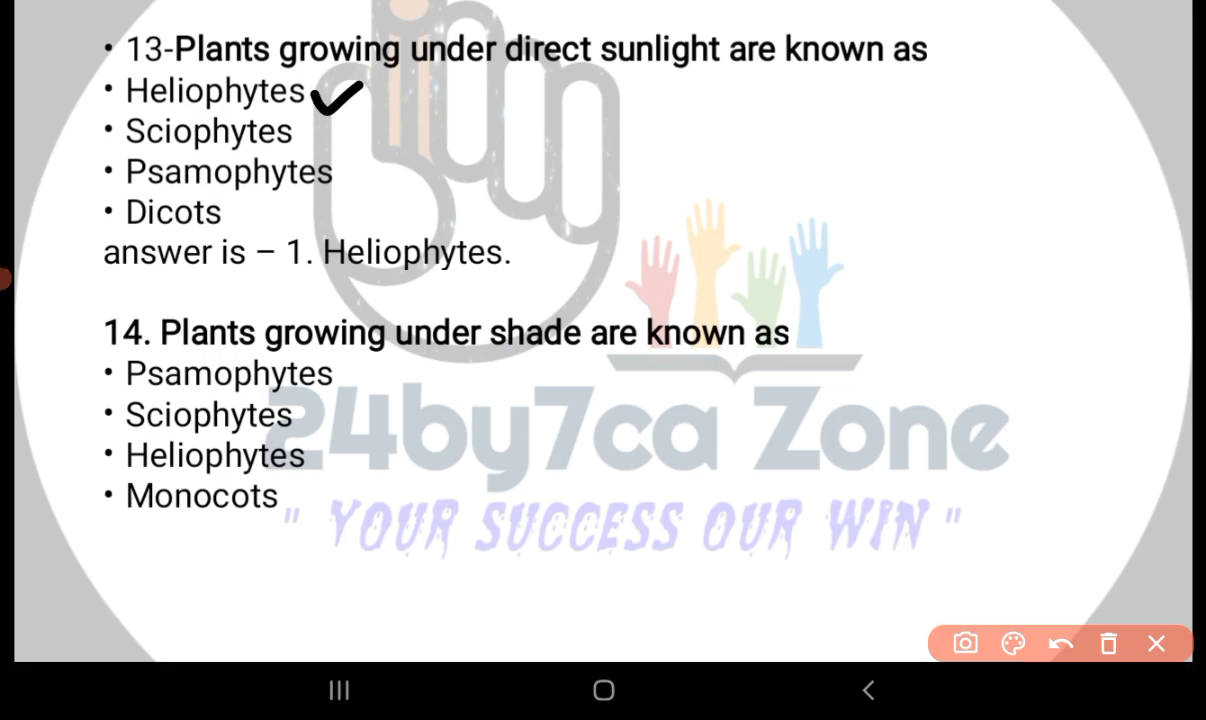 • 13-Plants growing under direct sunlight are known as
• Heliophytes
• Sciophytes
• Psamophytes
• Dicots
answer is – 1. Heliophytes.
14. Plants growing under shade are known as
• Psamophytes
• Sciophytes
• Heliophytes
• Monocots
24by7ca Zone
" YOUR SUCCESS OUR WIN "